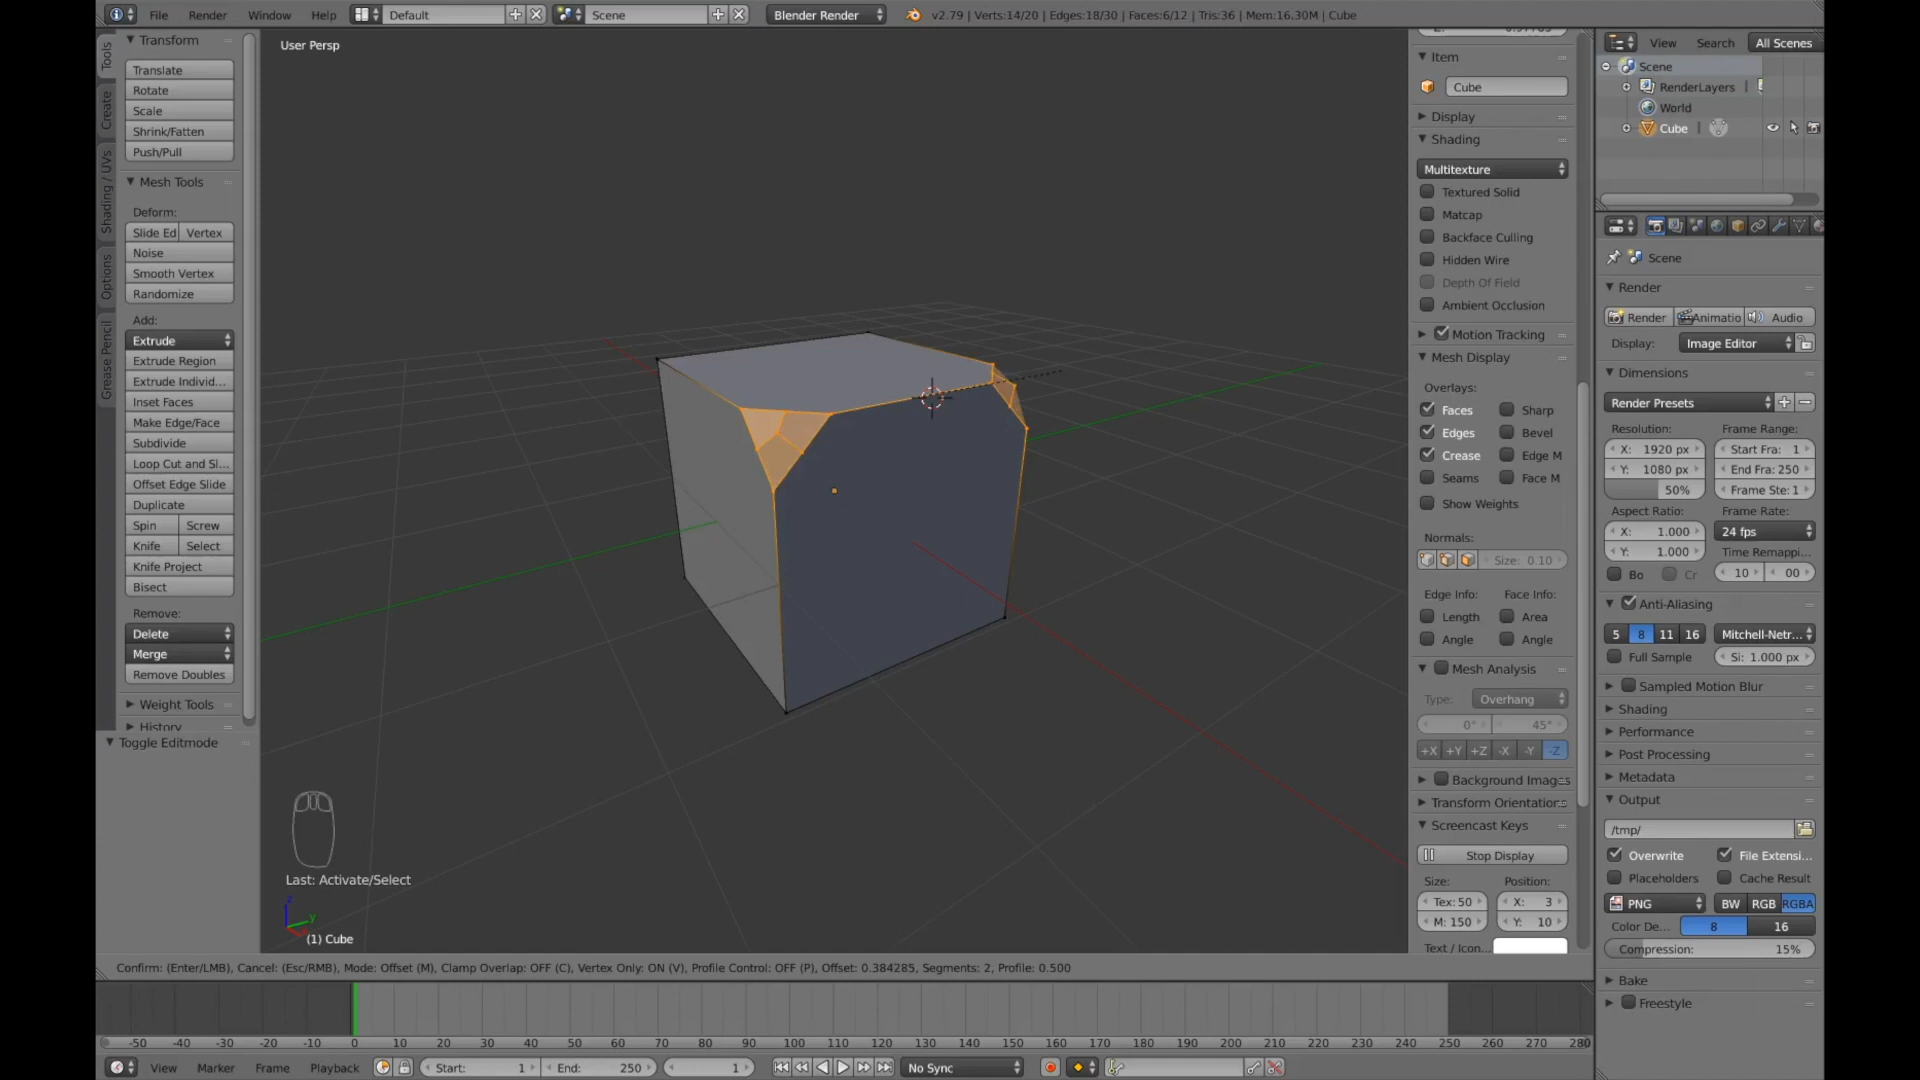 File Render Window Help Default Scene Blender Render v2.79 | Verts:14/20 | Edges:18/30 | Faces:6/12 | Tris:36 | Mem:16.30M | Cube
Tools
Create
Shading / UVs
Options
Grease Pencil
Transform
Translate
Rotate
Scale
Shrink/Fatten
Push/Pull
Mesh Tools
Deform:
Slide Ed Vertex
Noise
Smooth Vertex
Randomize
Add:
Extrude
Extrude Region
Extrude Individ...
Inset Faces
Make Edge/Face
Subdivide
Loop Cut and Sl...
Offset Edge Slide
Duplicate
Spin Screw
Knife Select
Knife Project
Bisect
Remove:
Delete
Merge
Remove Doubles
Weight Tools
History
Toggle Editmode
User Persp
Last: Activate/Select
z
y
(1) Cube
Item
Cube
Display
Shading
Multitexture
Textured Solid
Matcap
Backface Culling
Hidden Wire
Depth Of Field
Ambient Occlusion
Motion Tracking
Mesh Display
Overlays:
Faces Sharp
Edges Bevel
Crease Edge M
Seams Face M
Show Weights
Normals:
Size: 0.10
Edge Info: Face Info:
Length Area
Angle Angle
Mesh Analysis
Type: Overhang
0° 45°
+X +Y +Z -X -Y -Z
Background Images
Transform Orientation
Screencast Keys
Stop Display
Size: Position:
Tex: 50 X: 3
M: 150 Y: 10
Text / Icon...
View Search All Scenes
Scene
RenderLayers
World
Cube
Scene
Render
Render Animatio Audio
Display: Image Editor
Dimensions
Render Presets
Resolution: Frame Range:
X: 1920 px Start Fra: 1
Y: 1080 px End Fra: 250
50% Frame Ste: 1
Aspect Ratio: Frame Rate:
X: 1.000 24 fps
Y: 1.000 Time Remappi...
Bo Cr 10 00
Anti-Aliasing
5 8 11 16 Mitchell-Netr...
Full Sample Si: 1.000 px
Sampled Motion Blur
Shading
Performance
Post Processing
Metadata
Output
/tmp/
Overwrite File Extensi...
Placeholders Cache Result
PNG BW RGB RGBA
Color De... 8 16
Compression: 15%
Bake
Freestyle
Confirm: (Enter/LMB), Cancel: (Esc/RMB), Mode: Offset (M), Clamp Overlap: OFF (C), Vertex Only: ON (V), Profile Control: OFF (P), Offset: 0.384285, Segments: 2, Profile: 0.500
-50 -40 -30 -20 -10 0 10 20 30 40 50 60 70 80 90 100 110 120 130 140 150 160 170 180 190 200 210 220 230 240 250 260 270 280
View Marker Frame Playback Start: 1 End: 250 1 No Sync